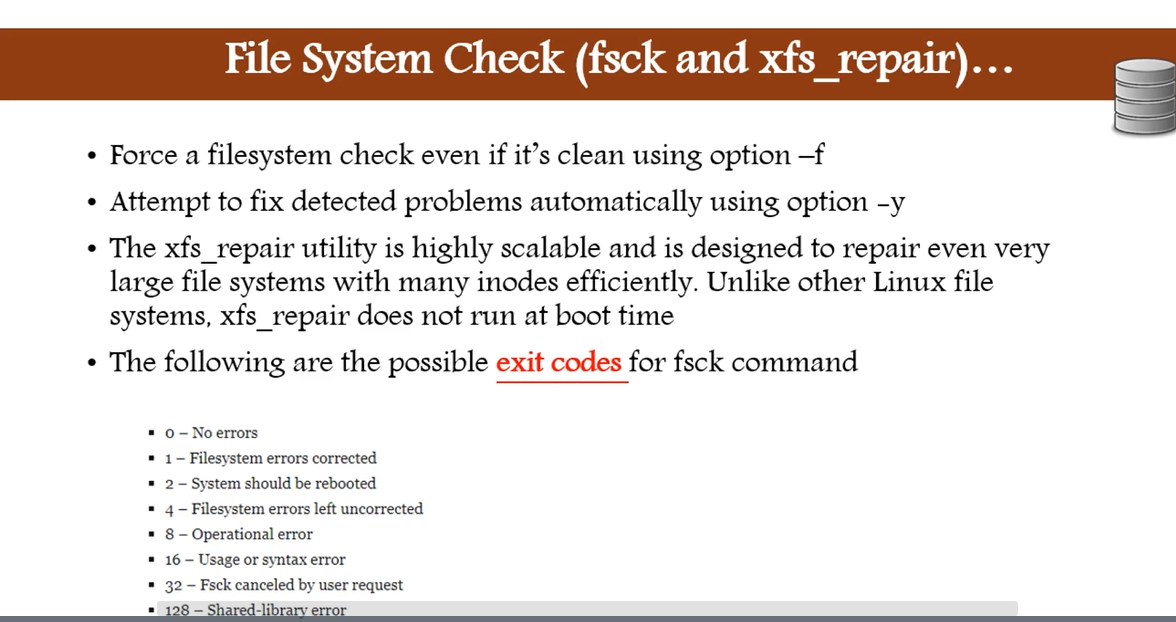 File System Check (fsck and xfs_repair)...
• Force a filesystem check even if it's clean using option –f
• Attempt to fix detected problems automatically using option -y
• The xfs_repair utility is highly scalable and is designed to repair even very
large file systems with many inodes efficiently. Unlike other Linux file
systems, xfs_repair does not run at boot time
• The following are the possible exit codes for fsck command
▪ 0 – No errors
▪ 1 – Filesystem errors corrected
▪ 2 – System should be rebooted
▪ 4 – Filesystem errors left uncorrected
▪ 8 – Operational error
▪ 16 – Usage or syntax error
▪ 32 – Fsck canceled by user request
▪ 128 – Shared-library error